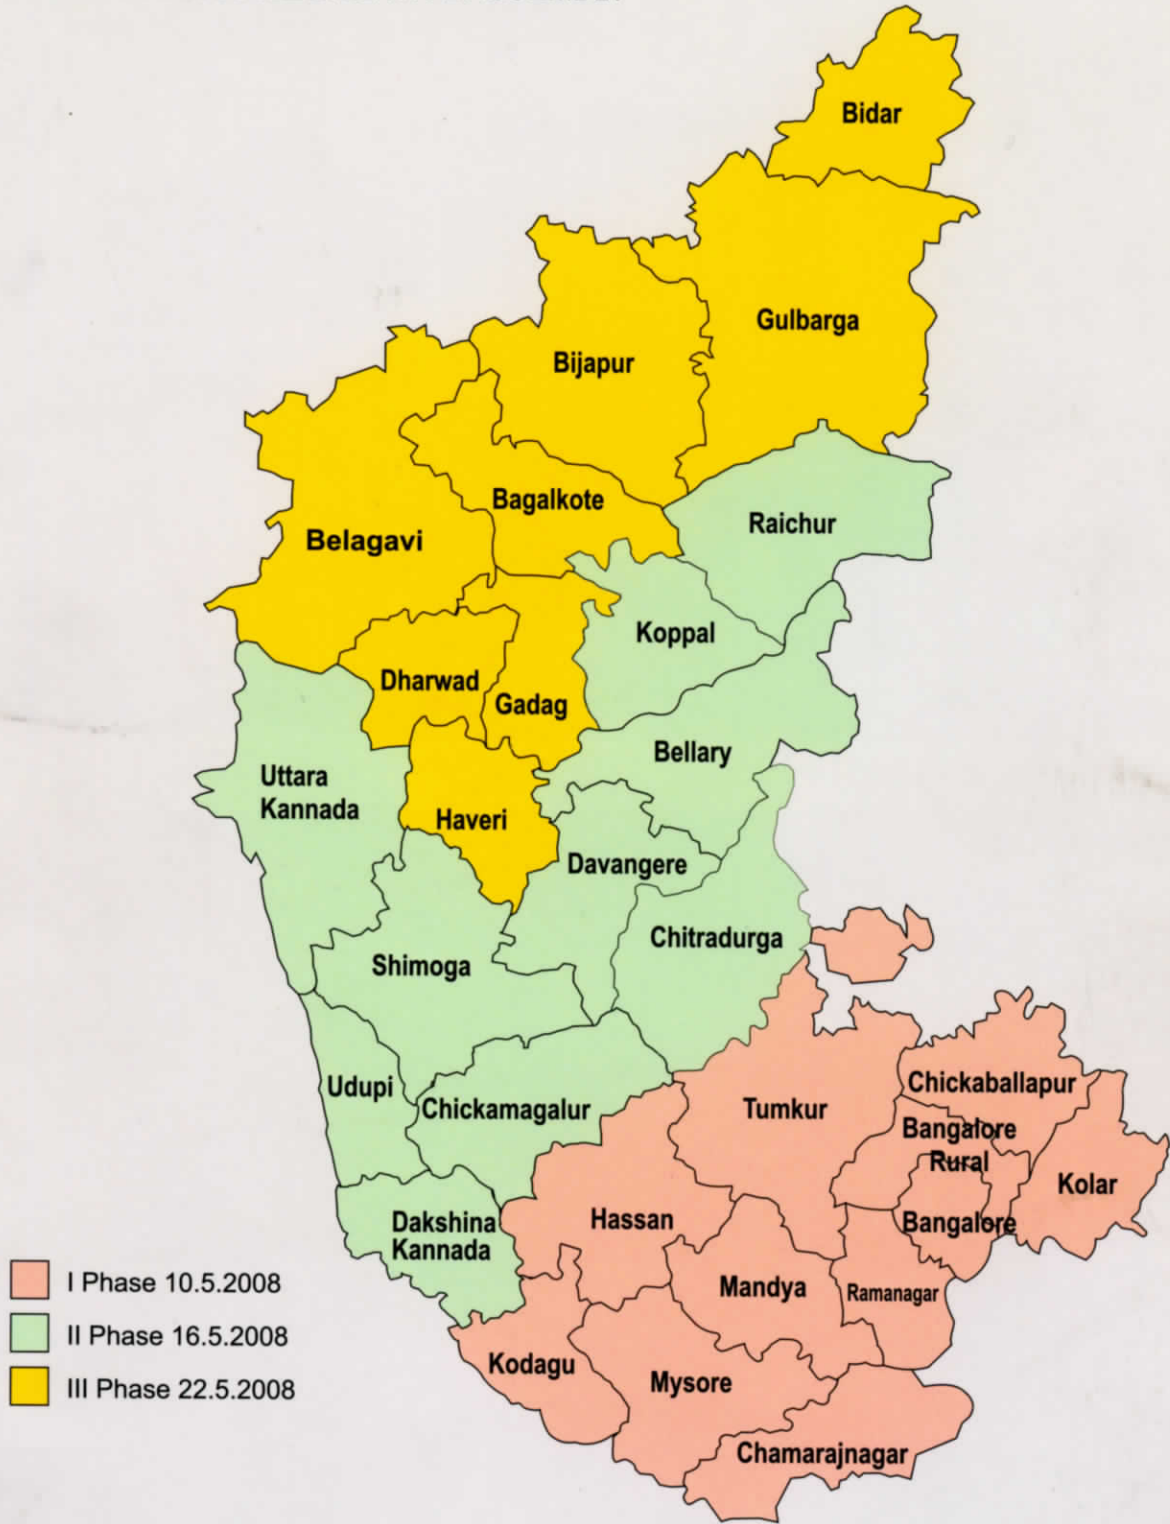 Bidar
Gulbarga
Bijapur
Bagalkote
Raichur
Belagavi
Koppal
Dharwad
Gadag
Bellary
Uttara
Kannada
Haveri
Davangere
Chitradurga
Shimoga
Udupi
Chickamagalur
Tumkur
Chickaballapur
Bangalore
Rural
Kolar
Dakshina
Kannada
Hassan
Bangalore
Mandya
Ramanagar
Kodagu
Mysore
Chamarajnagar
I Phase 10.5.2008
II Phase 16.5.2008
III Phase 22.5.2008